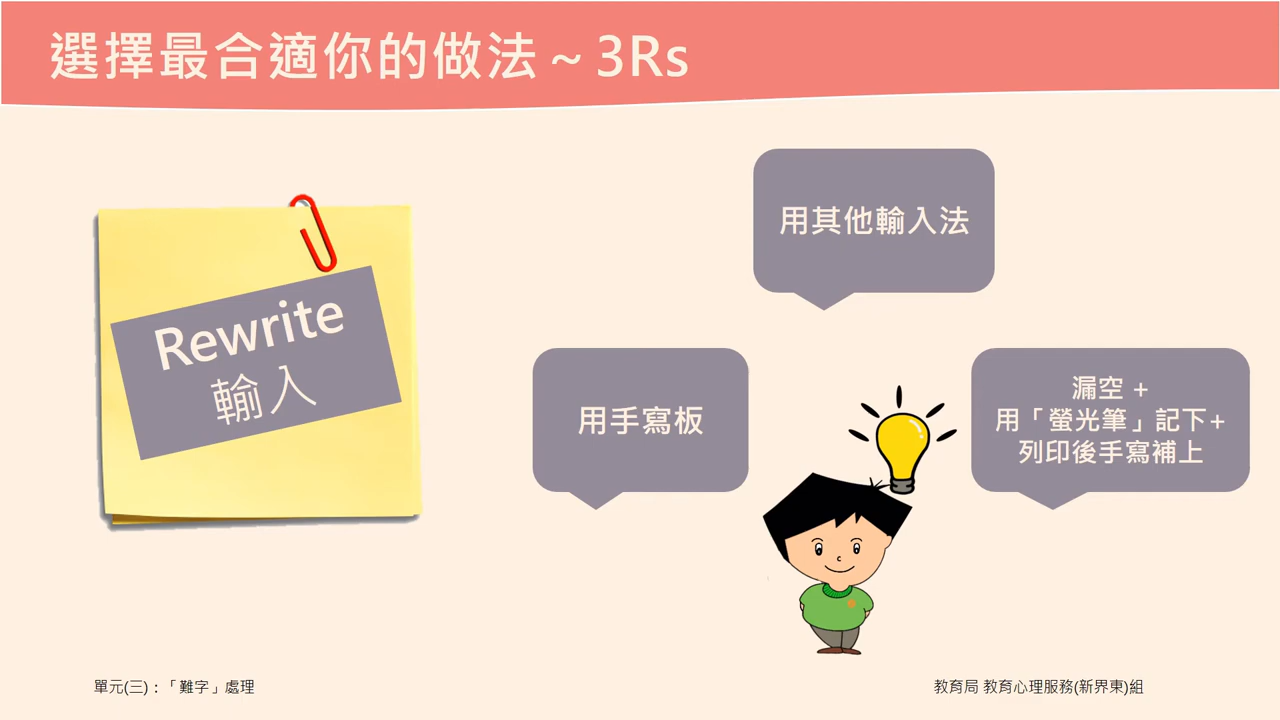 選擇最合適你的做法～3Rs
Rewrite
輸入
用其他輸入法
用手寫板
漏空 +
用「螢光筆」記下+
列印後手寫補上
單元(三)：「難字」處理
教育局 教育心理服務(新界東)組